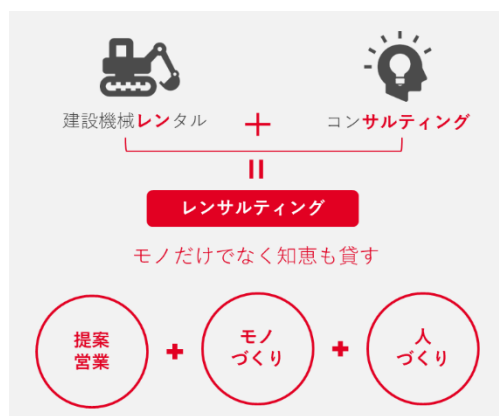 建設機械レンタル + コンサルティング
=
レンサルティング
モノだけでなく知恵も貸す
提案
営業
+
モノ
づくり
+
人
づくり